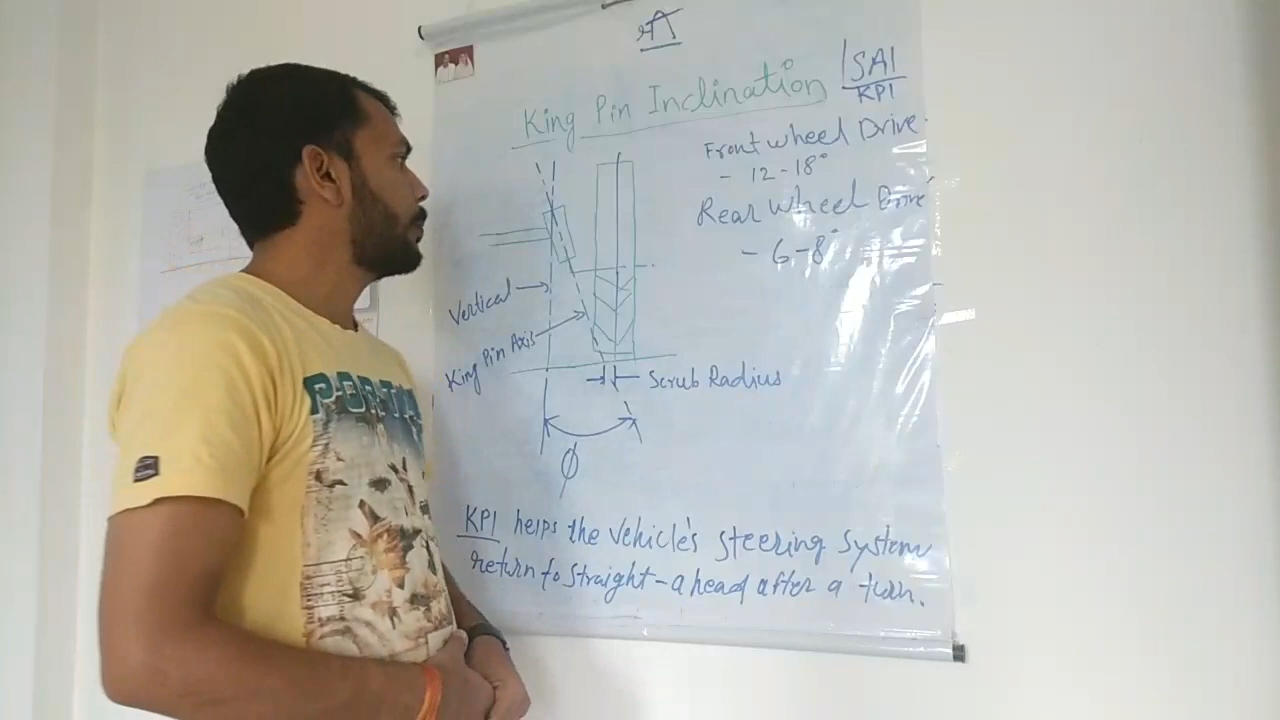 King Pin Inclination
SAI
KPI
Front wheel Drive.
- 12-18°
Rear wheel Drive
- 6-8°
Vertical
King Pin Axis
Scrub Radius
φ
KPI helps the vehicle's steering system
return to straight-ahead after a turn.